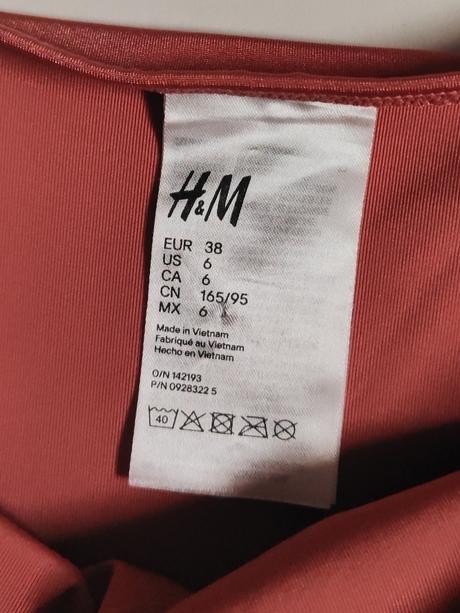 H&M
EUR 38
US 6
CA 6
CN 165/95
MX 6
Made in Vietnam
Fabriqué au Vietnam
Hecho en Vietnam
O/N 142193
P/N 0928322 5
40